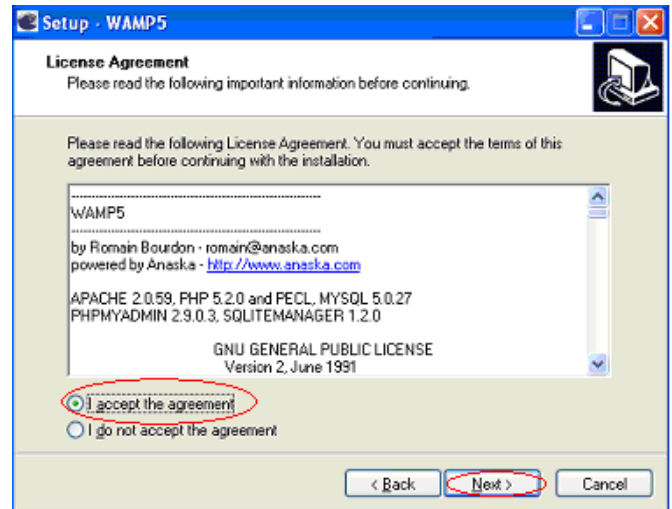 Setup - WAMP5
License Agreement
Please read the following important information before continuing.
Please read the following License Agreement. You must accept the terms of this
agreement before continuing with the installation.
------------------------------------------------------------
WAMP5
------------------------------------------------------------
by Romain Bourdon - romain@anaska.com
powered by Anaska - http://www.anaska.com
APACHE 2.0.59, PHP 5.2.0 and PECL, MYSQL 5.0.27
PHPMYADMIN 2.9.0.3, SQLITEMANAGER 1.2.0
GNU GENERAL PUBLIC LICENSE
Version 2, June 1991
I accept the agreement
I do not accept the agreement
< Back Next > Cancel